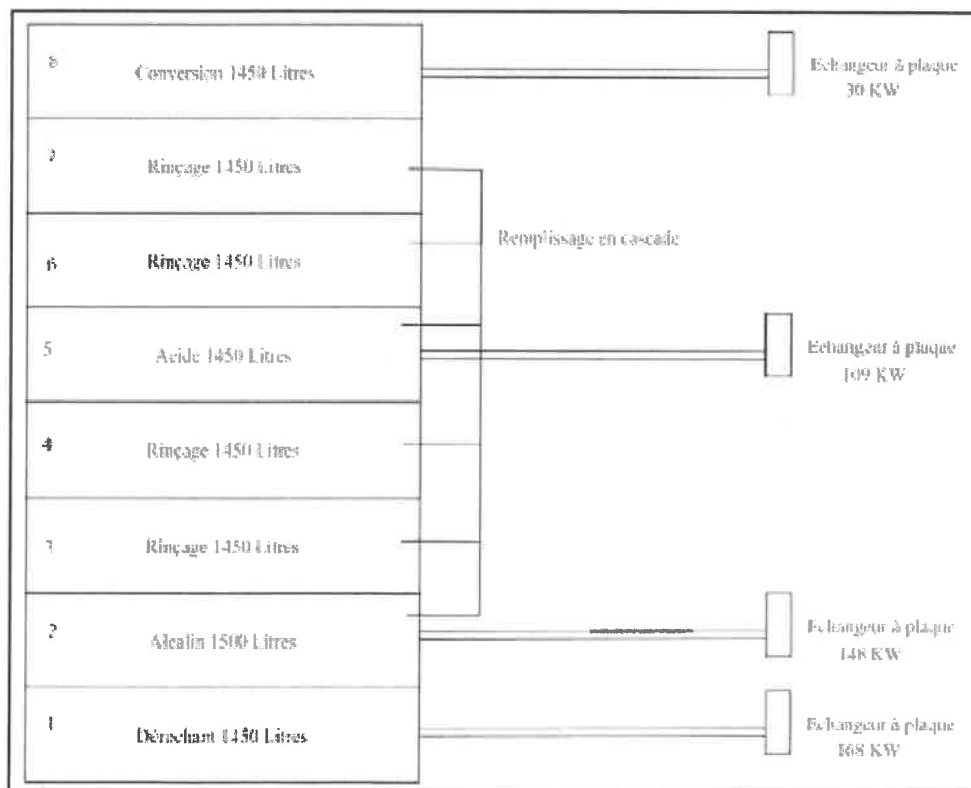 8
Conversion 1450 Litres
Echangeur à plaque
30 KW
7
Rinçage 1450 Litres
Remplissage en cascade
6
Rinçage 1450 Litres
5
Acide 1450 Litres
Echangeur à plaque
109 KW
4
Rinçage 1450 Litres
3
Rinçage 1450 Litres
2
Alcalin 1500 Litres
Echangeur à plaque
148 KW
1
Dérochant 1450 Litres
Echangeur à plaque
168 KW